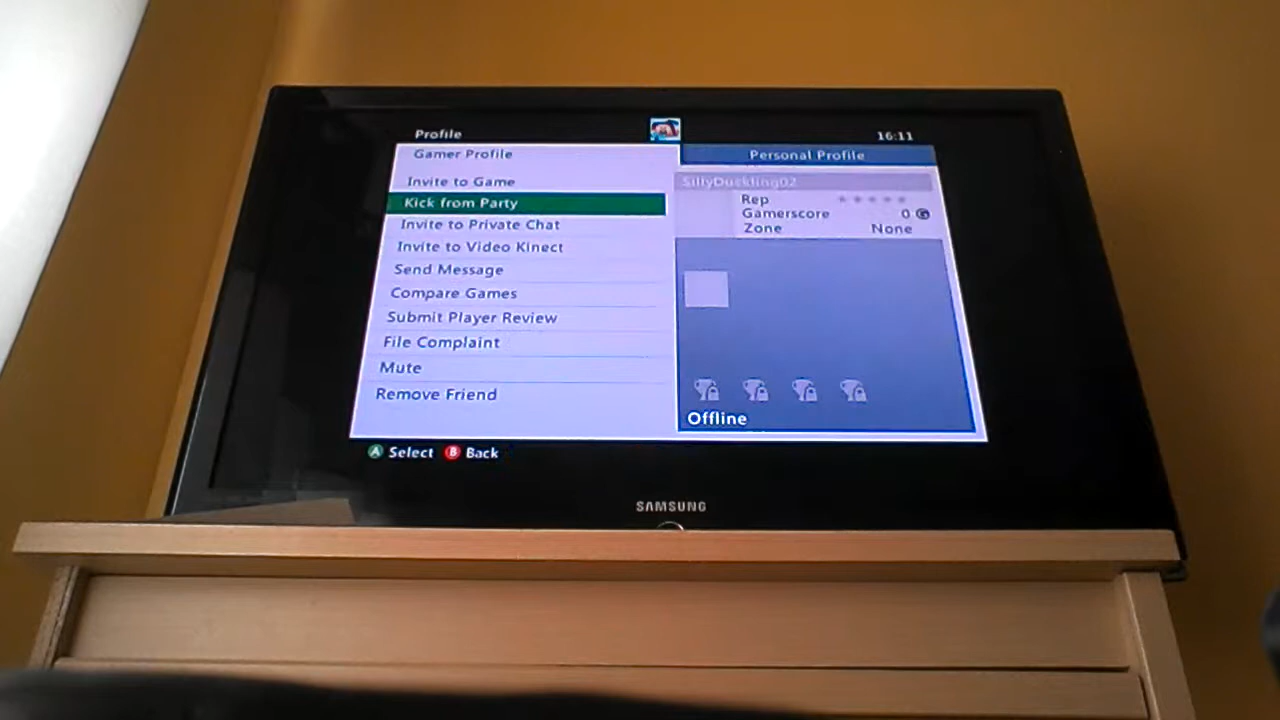 Profile
16:11
Gamer Profile
Personal Profile
Invite to Game
Kick from Party
Invite to Private Chat
Invite to Video Kinect
Send Message
Compare Games
Submit Player Review
File Complaint
Mute
Remove Friend
SillyDuckling02
Rep
Gamerscore 0 G
Zone None
Offline
A Select B Back
SAMSUNG